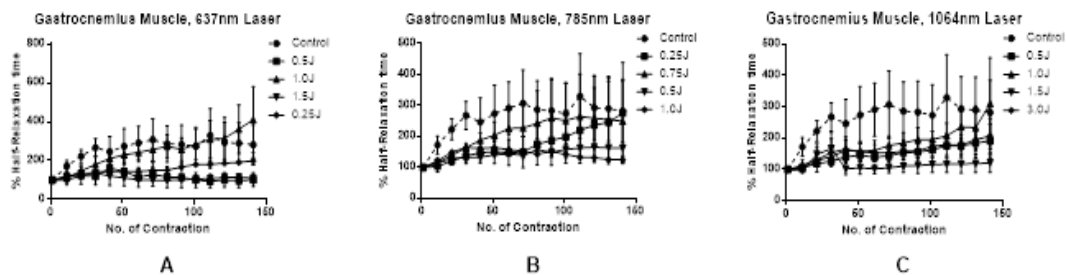 Gastrocnemius Muscle, 637nm Laser
% Half-Relaxation time
800
600
400
200
0
0
50
100
150
No. of Contraction
Control
0.5J
1.0J
1.5J
0.25J
A
Gastrocnemius Muscle, 785nm Laser
% Half-Relaxation time
500
400
300
200
100
0
0
50
100
150
No. of Contraction
Control
0.25J
0.75J
0.5J
1.0J
B
Gastrocnemius Muscle, 1064nm Laser
% Half-Relaxation time
500
400
300
200
100
0
0
50
100
150
No. of Contraction
Control
0.5J
1.0J
1.5J
3.0J
C